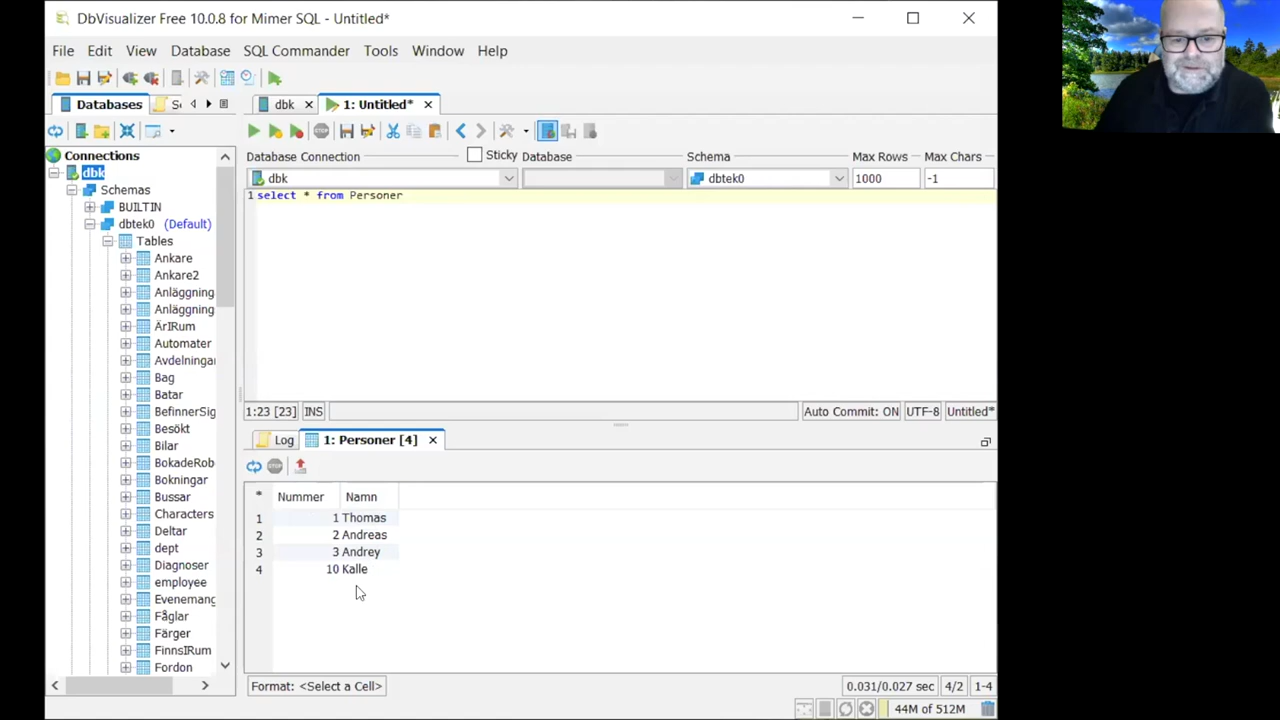 DbVisualizer Free 10.0.8 for Mimer SQL - Untitled*
File Edit View Database SQL Commander Tools Window Help
Databases
dbk 1: Untitled*
Database Connection Sticky Database Schema Max Rows Max Chars
dbk dbtek0 1000 -1
1 select * from Personer
Connections
dbk
Schemas
BUILTIN
dbtek0 (Default)
Tables
Ankare
Ankare2
Anläggning
Anläggning
ÄrIRum
Automater
Avdelningar
Bag
Batar
BefinnerSig
Besökt
Bilar
BokadeRob
Bokningar
Bussar
Characters
Deltar
dept
Diagnoser
employee
Evenemang
Fåglar
Färger
FinnsIRum
Fordon
1:23 [23] INS Auto Commit: ON UTF-8 Untitled*
Log 1: Personer [4]
* Nummer Namn
1 1 Thomas
2 2 Andreas
3 3 Andrey
4 10 Kalle
Format: <Select a Cell> 0.031/0.027 sec 4/2 1-4
44M of 512M